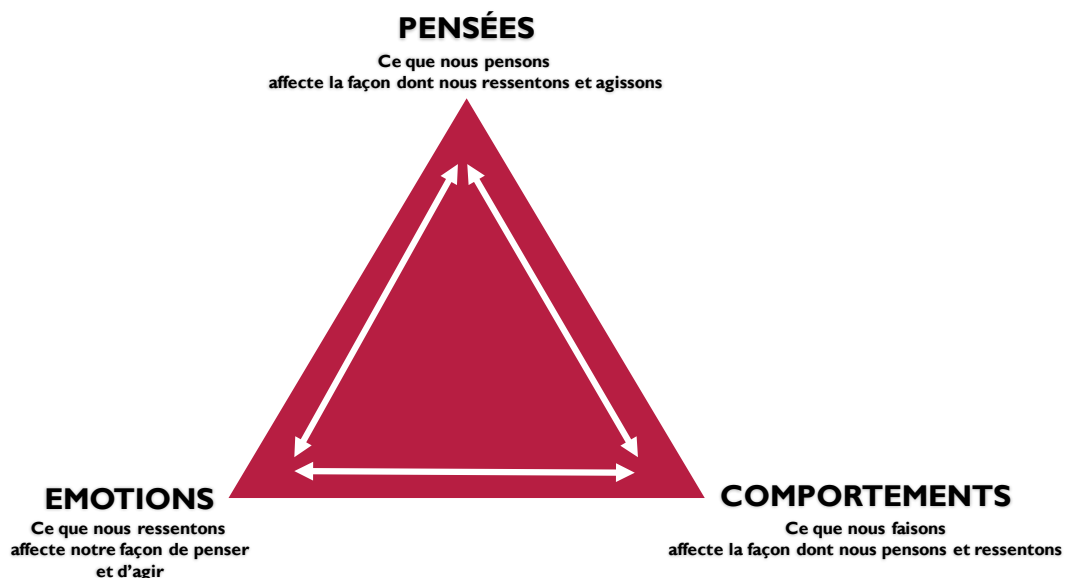 PENSÉES
Ce que nous pensons
affecte la façon dont nous ressentons et agissons
EMOTIONS
Ce que nous ressentons
affecte notre façon de penser
et d’agir
COMPORTEMENTS
Ce que nous faisons
affecte la façon dont nous pensons et ressentons